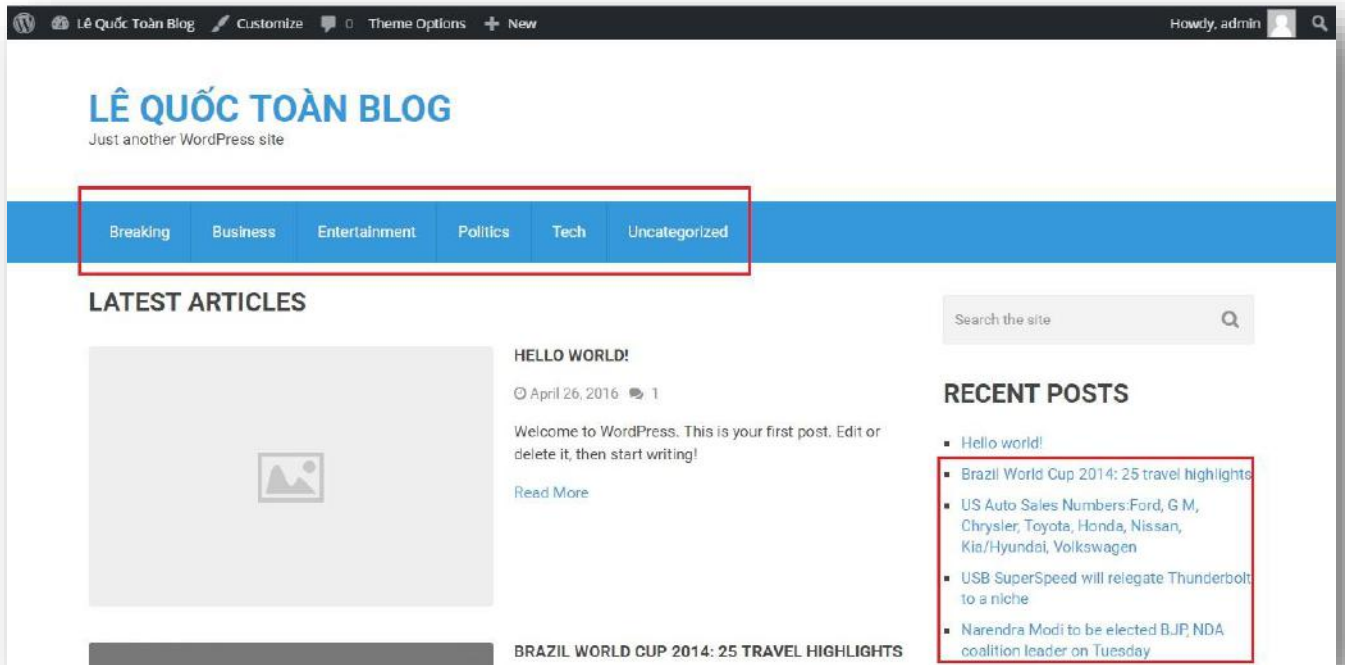 Lê Quốc Toàn Blog Customize 0 Theme Options New Howdy, admin
LÊ QUỐC TOÀN BLOG
Just another WordPress site
Breaking Business Entertainment Politics Tech Uncategorized
LATEST ARTICLES
HELLO WORLD!
April 26, 2016 1
Welcome to WordPress. This is your first post. Edit or
delete it, then start writing!
Read More
BRAZIL WORLD CUP 2014: 25 TRAVEL HIGHLIGHTS
Search the site
RECENT POSTS
Hello world!
Brazil World Cup 2014: 25 travel highlights
US Auto Sales Numbers:Ford, G M,
Chrysler, Toyota, Honda, Nissan,
Kia/Hyundai, Volkswagen
USB SuperSpeed will relegate Thunderbolt
to a niche
Narendra Modi to be elected BJP, NDA
coalition leader on Tuesday